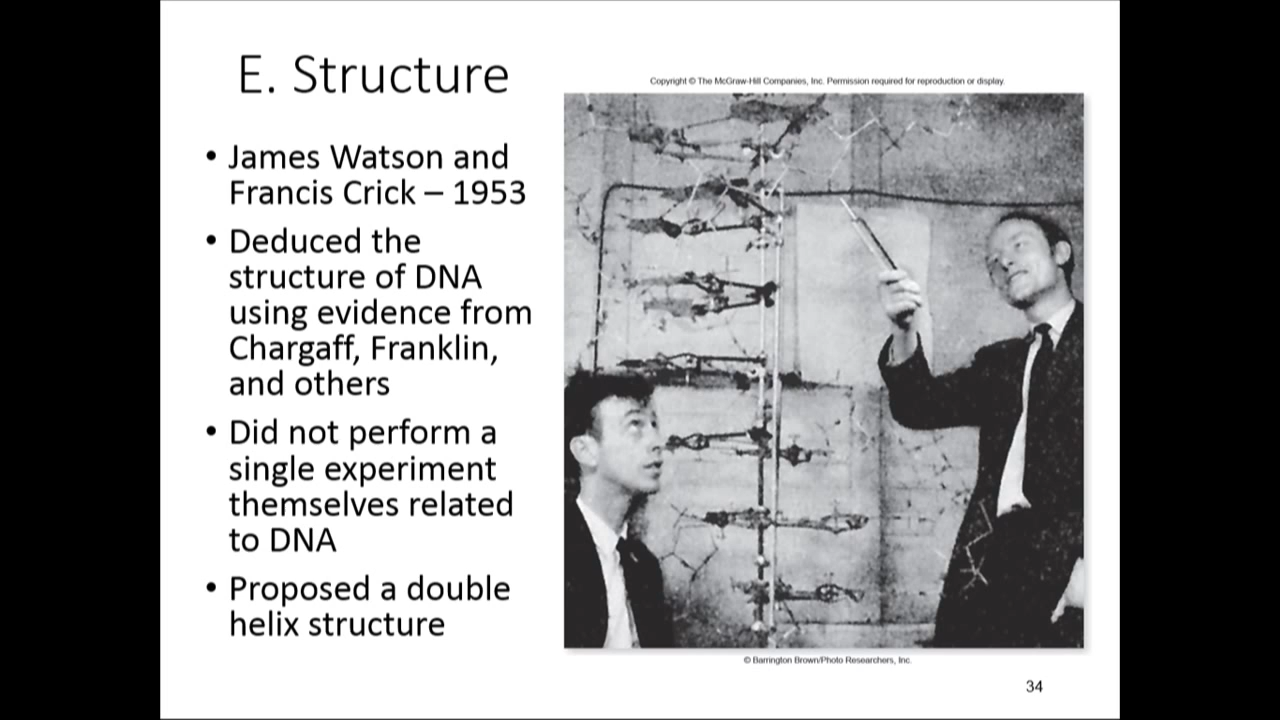 E. Structure
Copyright © The McGraw-Hill Companies, Inc. Permission required for reproduction or display.
• James Watson and
Francis Crick – 1953
• Deduced the
structure of DNA
using evidence from
Chargaff, Franklin,
and others
• Did not perform a
single experiment
themselves related
to DNA
• Proposed a double
helix structure
© Barrington Brown/Photo Researchers, Inc.
34